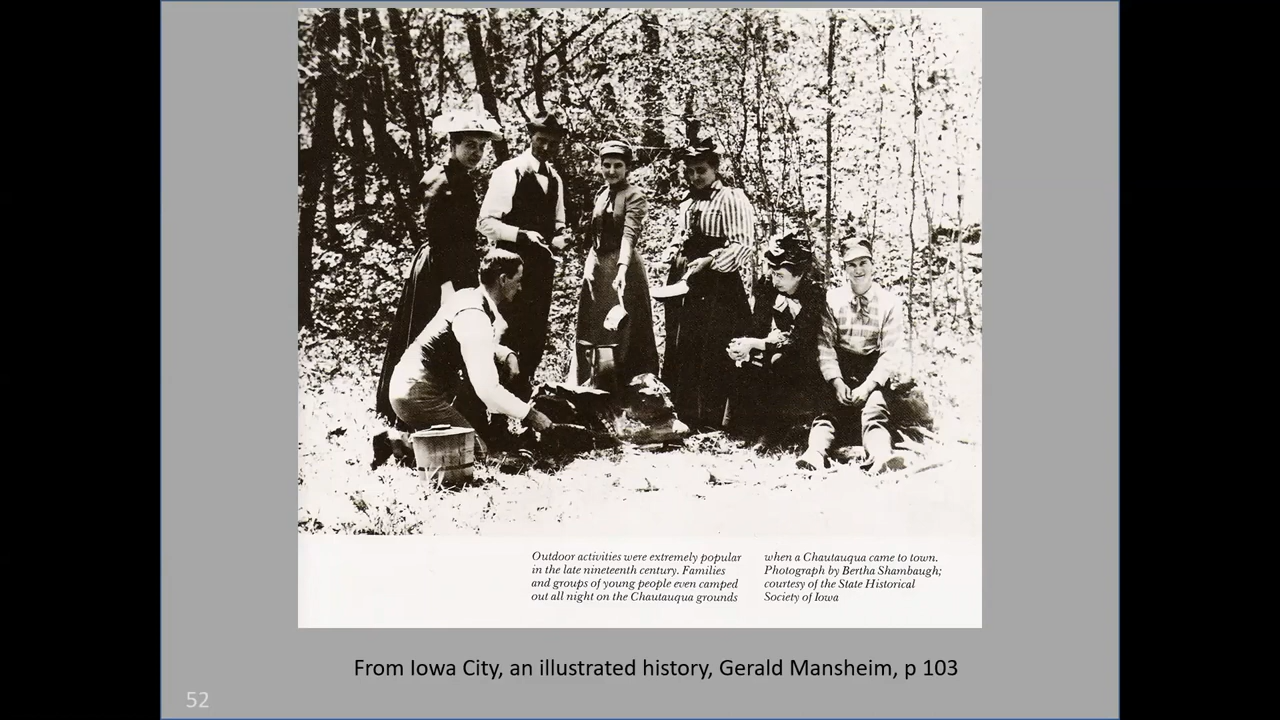 Outdoor activities were extremely popular
in the late nineteenth century. Families
and groups of young people even camped
out all night on the Chautauqua grounds
when a Chautauqua came to town.
Photograph by Bertha Shambaugh;
courtesy of the State Historical
Society of Iowa
From Iowa City, an illustrated history, Gerald Mansheim, p 103
52